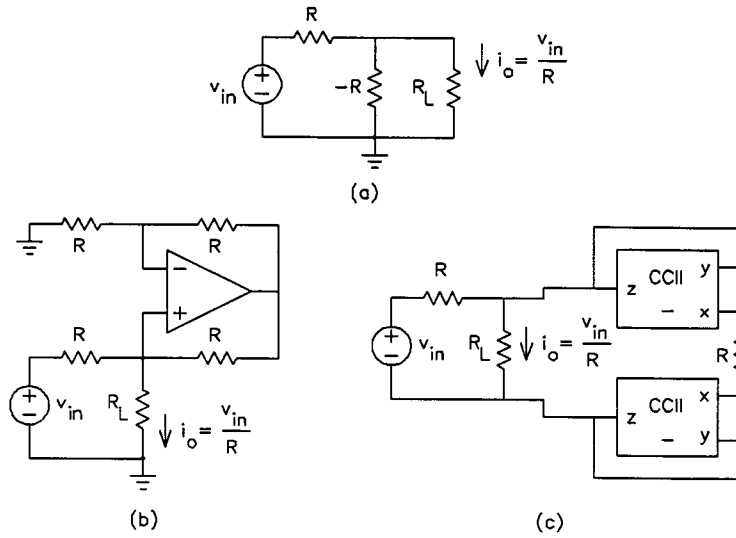 R
v_in
−R
R_L
i_o = v_in / R
(a)
R
R
−
+
R
R
v_in
R_L
i_o = v_in / R
(b)
R
v_in
R_L
i_o = v_in / R
z
CCII
−
y
x
R
z
CCII
−
x
y
(c)